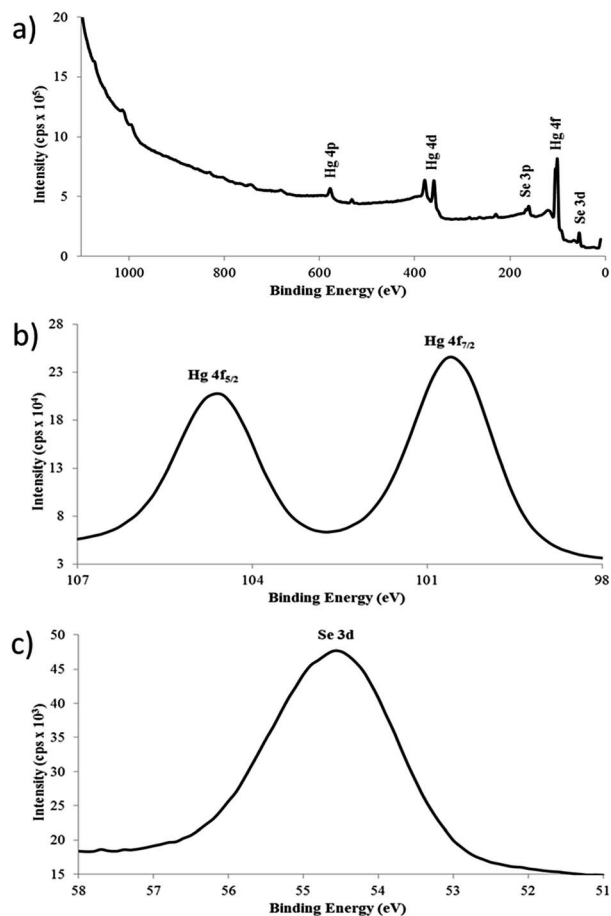 a)
Intensity (cps x 10⁵)
20
15
10
5
0
Hg 4p
Hg 4d
Se 3p
Hg 4f
Se 3d
1000 800 600 400 200 0
Binding Energy (eV)
b)
Intensity (cps x 10⁴)
28
23
18
13
8
3
Hg 4f₅/₂
Hg 4f₇/₂
107 104 101 98
Binding Energy (eV)
c)
Se 3d
Intensity (cps x 10³)
50
45
40
35
30
25
20
15
58 57 56 55 54 53 52 51
Binding Energy (eV)